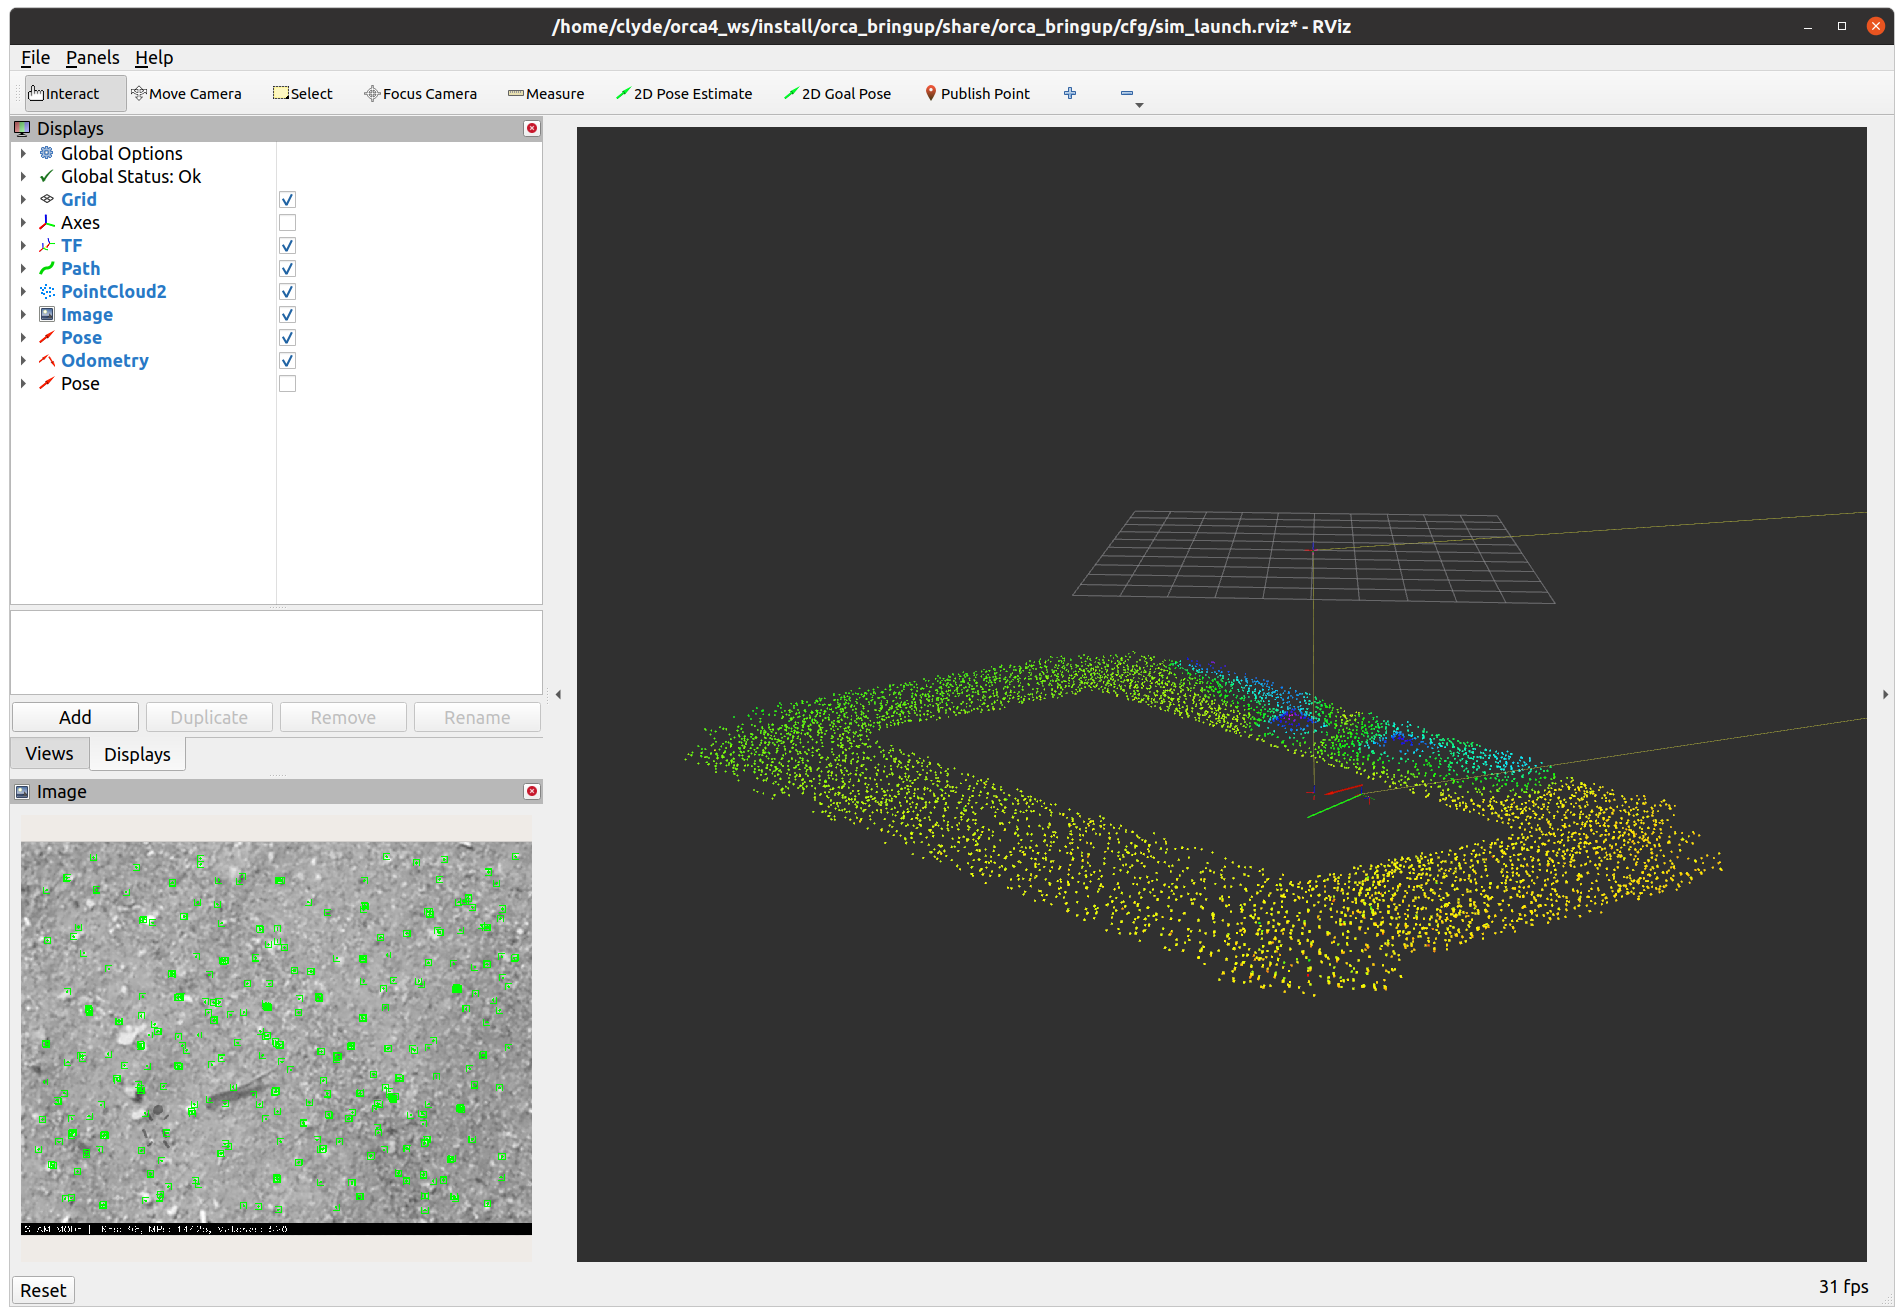 /home/clyde/orca4_ws/install/orca_bringup/share/orca_bringup/cfg/sim_launch.rviz* - RViz
File Panels Help
Interact Move Camera Select Focus Camera Measure 2D Pose Estimate 2D Goal Pose Publish Point
Displays
Global Options
Global Status: Ok
Grid
Axes
TF
Path
PointCloud2
Image
Pose
Odometry
Pose
Add Duplicate Remove Rename
Views Displays
Image
SLAM MODE |
Reset
31 fps